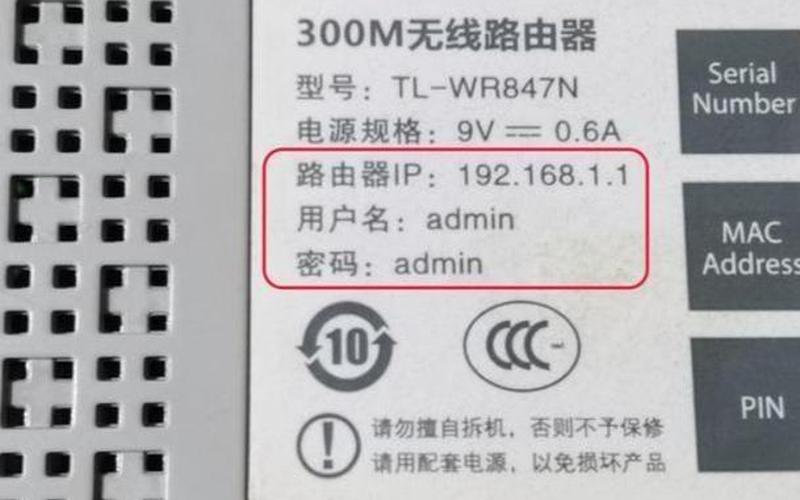 300M无线路由器
型号：TL-WR847N
电源规格：9V ⎓ 0.6A
路由器IP：192.168.1.1
用户名：admin
密码：admin
10
CCC
请勿擅自拆机，否则不予保修
请用配套电源，以免损坏产品
Serial
Number
MAC
Address
PIN